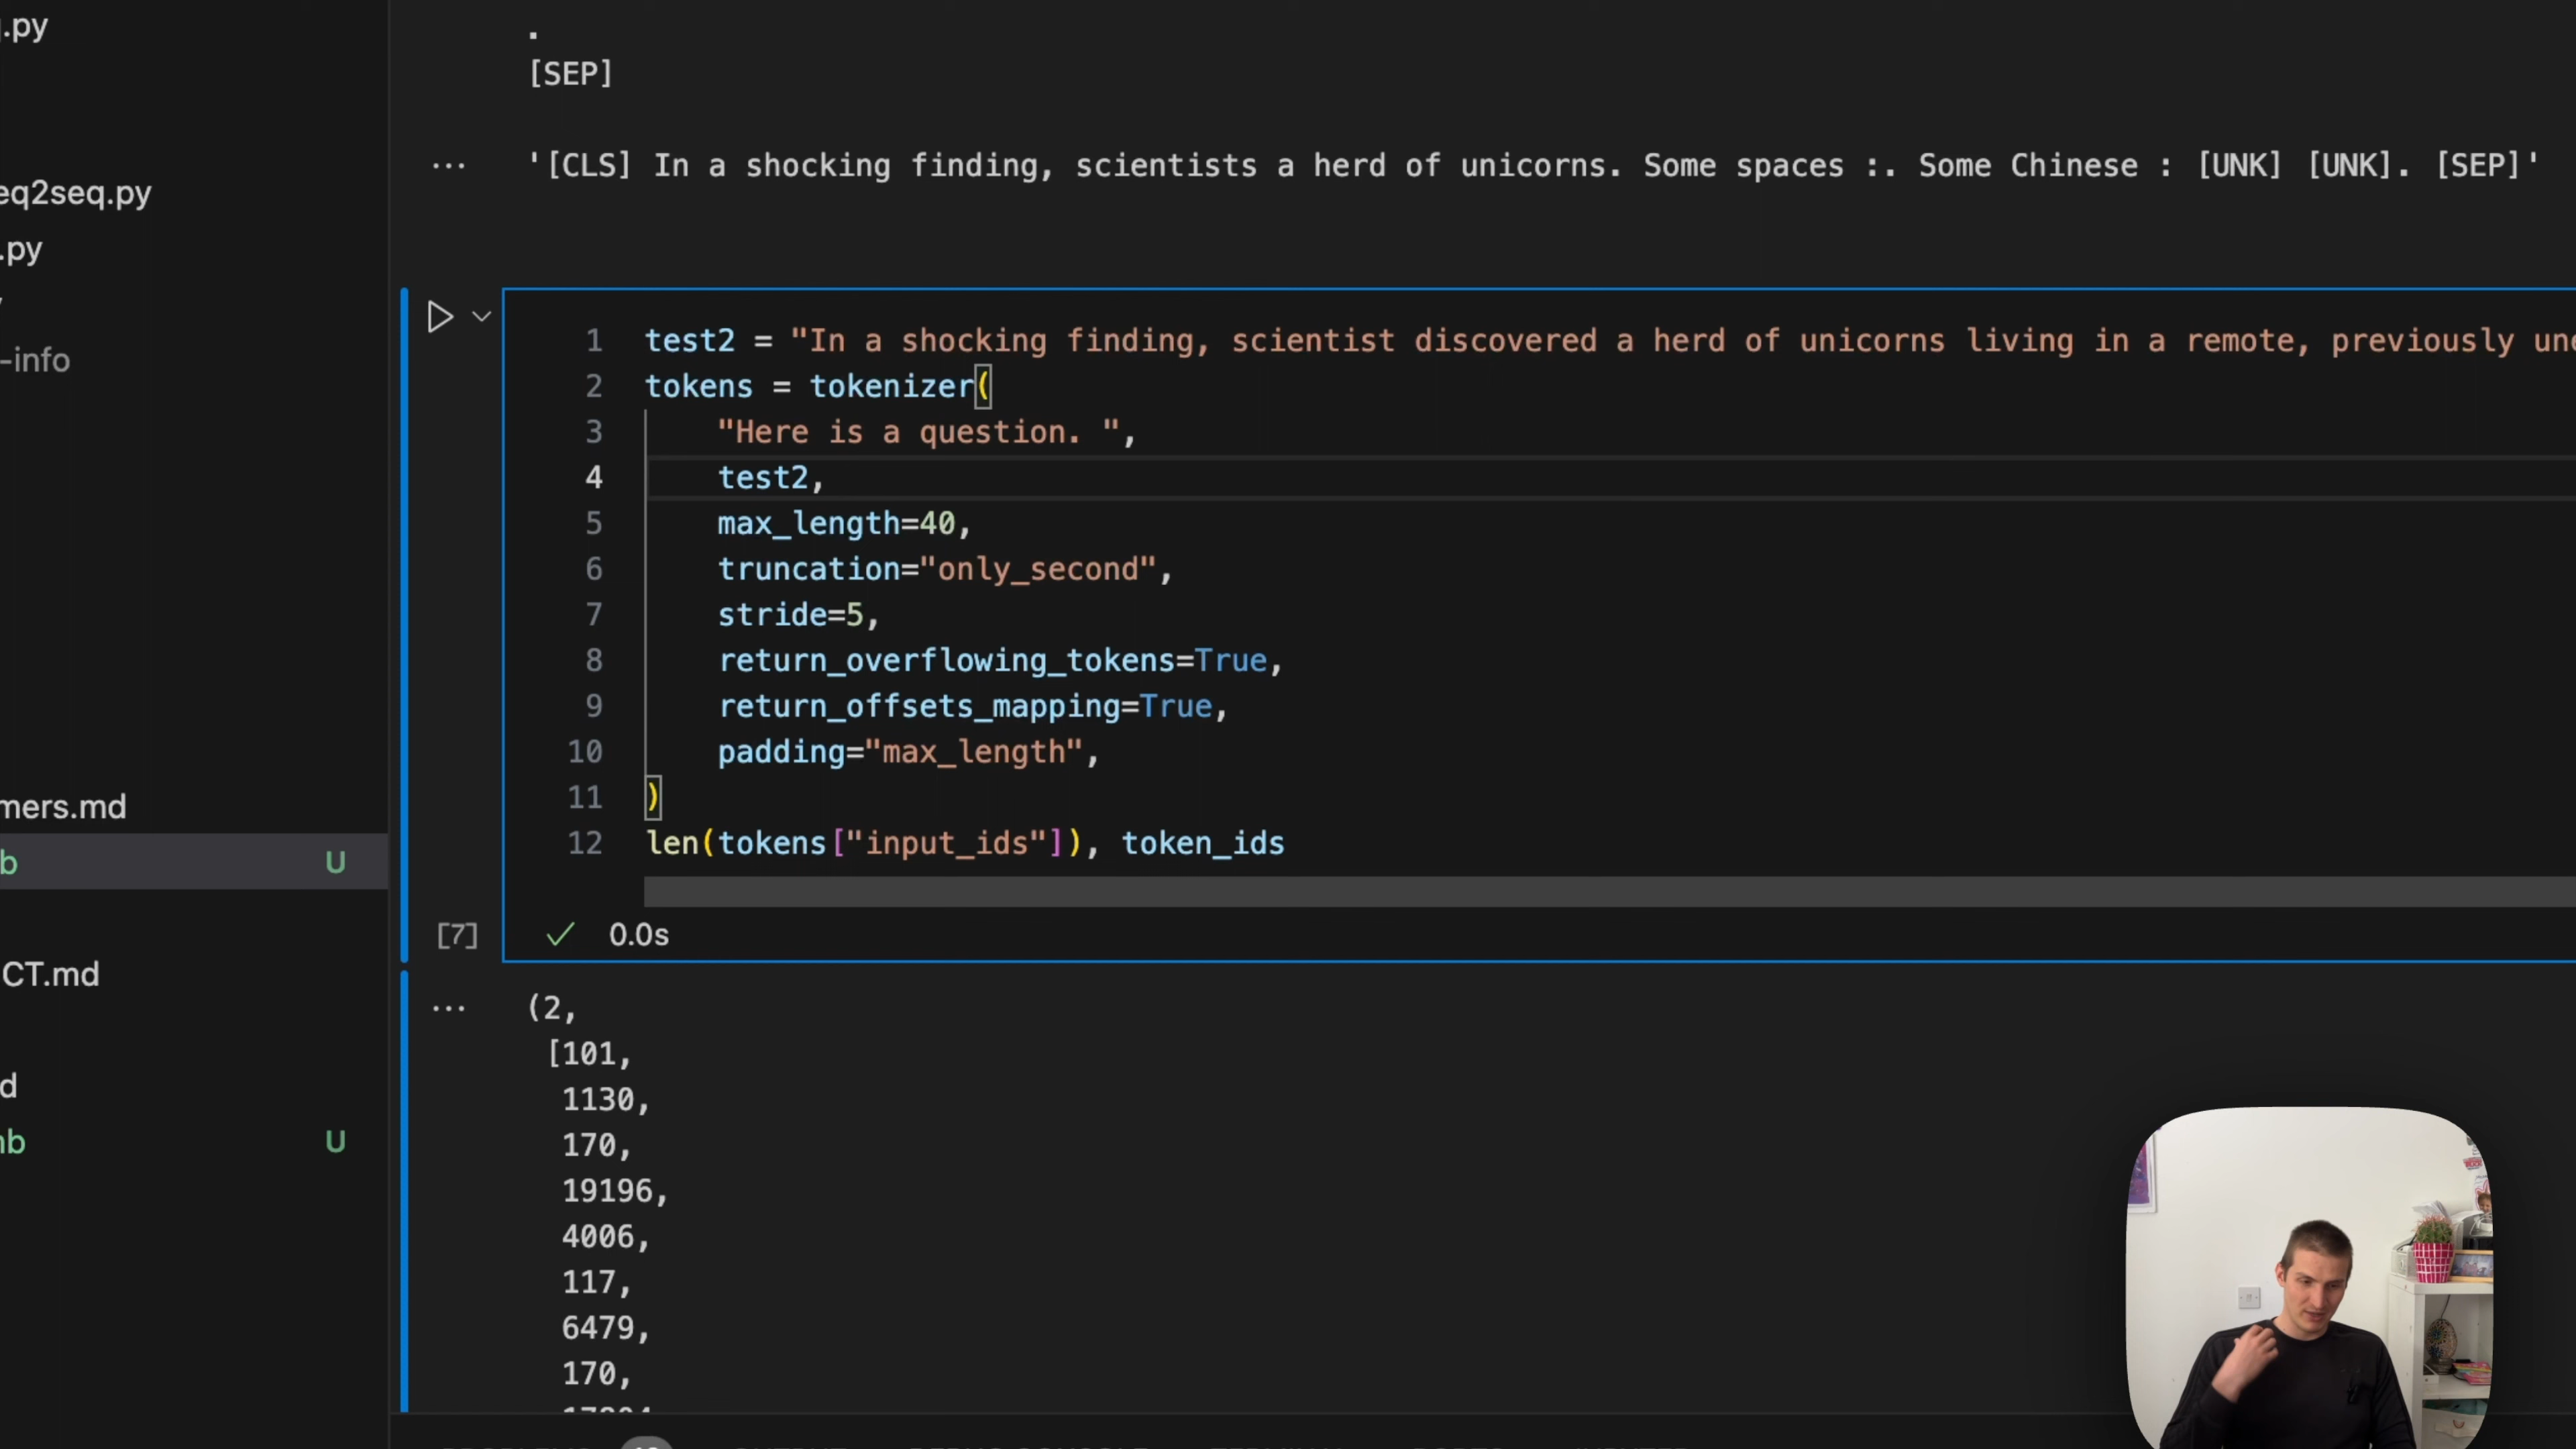 .py
eq2seq.py
.py
-info
mers.md
b U
CT.md
d
nb U
.
[SEP]
... '[CLS] In a shocking finding, scientists a herd of unicorns. Some spaces :. Some Chinese : [UNK] [UNK]. [SEP]'
1 test2 = "In a shocking finding, scientist discovered a herd of unicorns living in a remote, previously une
2 tokens = tokenizer(
3 "Here is a question. ",
4 test2,
5 max_length=40,
6 truncation="only_second",
7 stride=5,
8 return_overflowing_tokens=True,
9 return_offsets_mapping=True,
10 padding="max_length",
11 )
12 len(tokens["input_ids"]), token_ids
[7] 0.0s
... (2,
[101,
1130,
170,
19196,
4006,
117,
6479,
170,